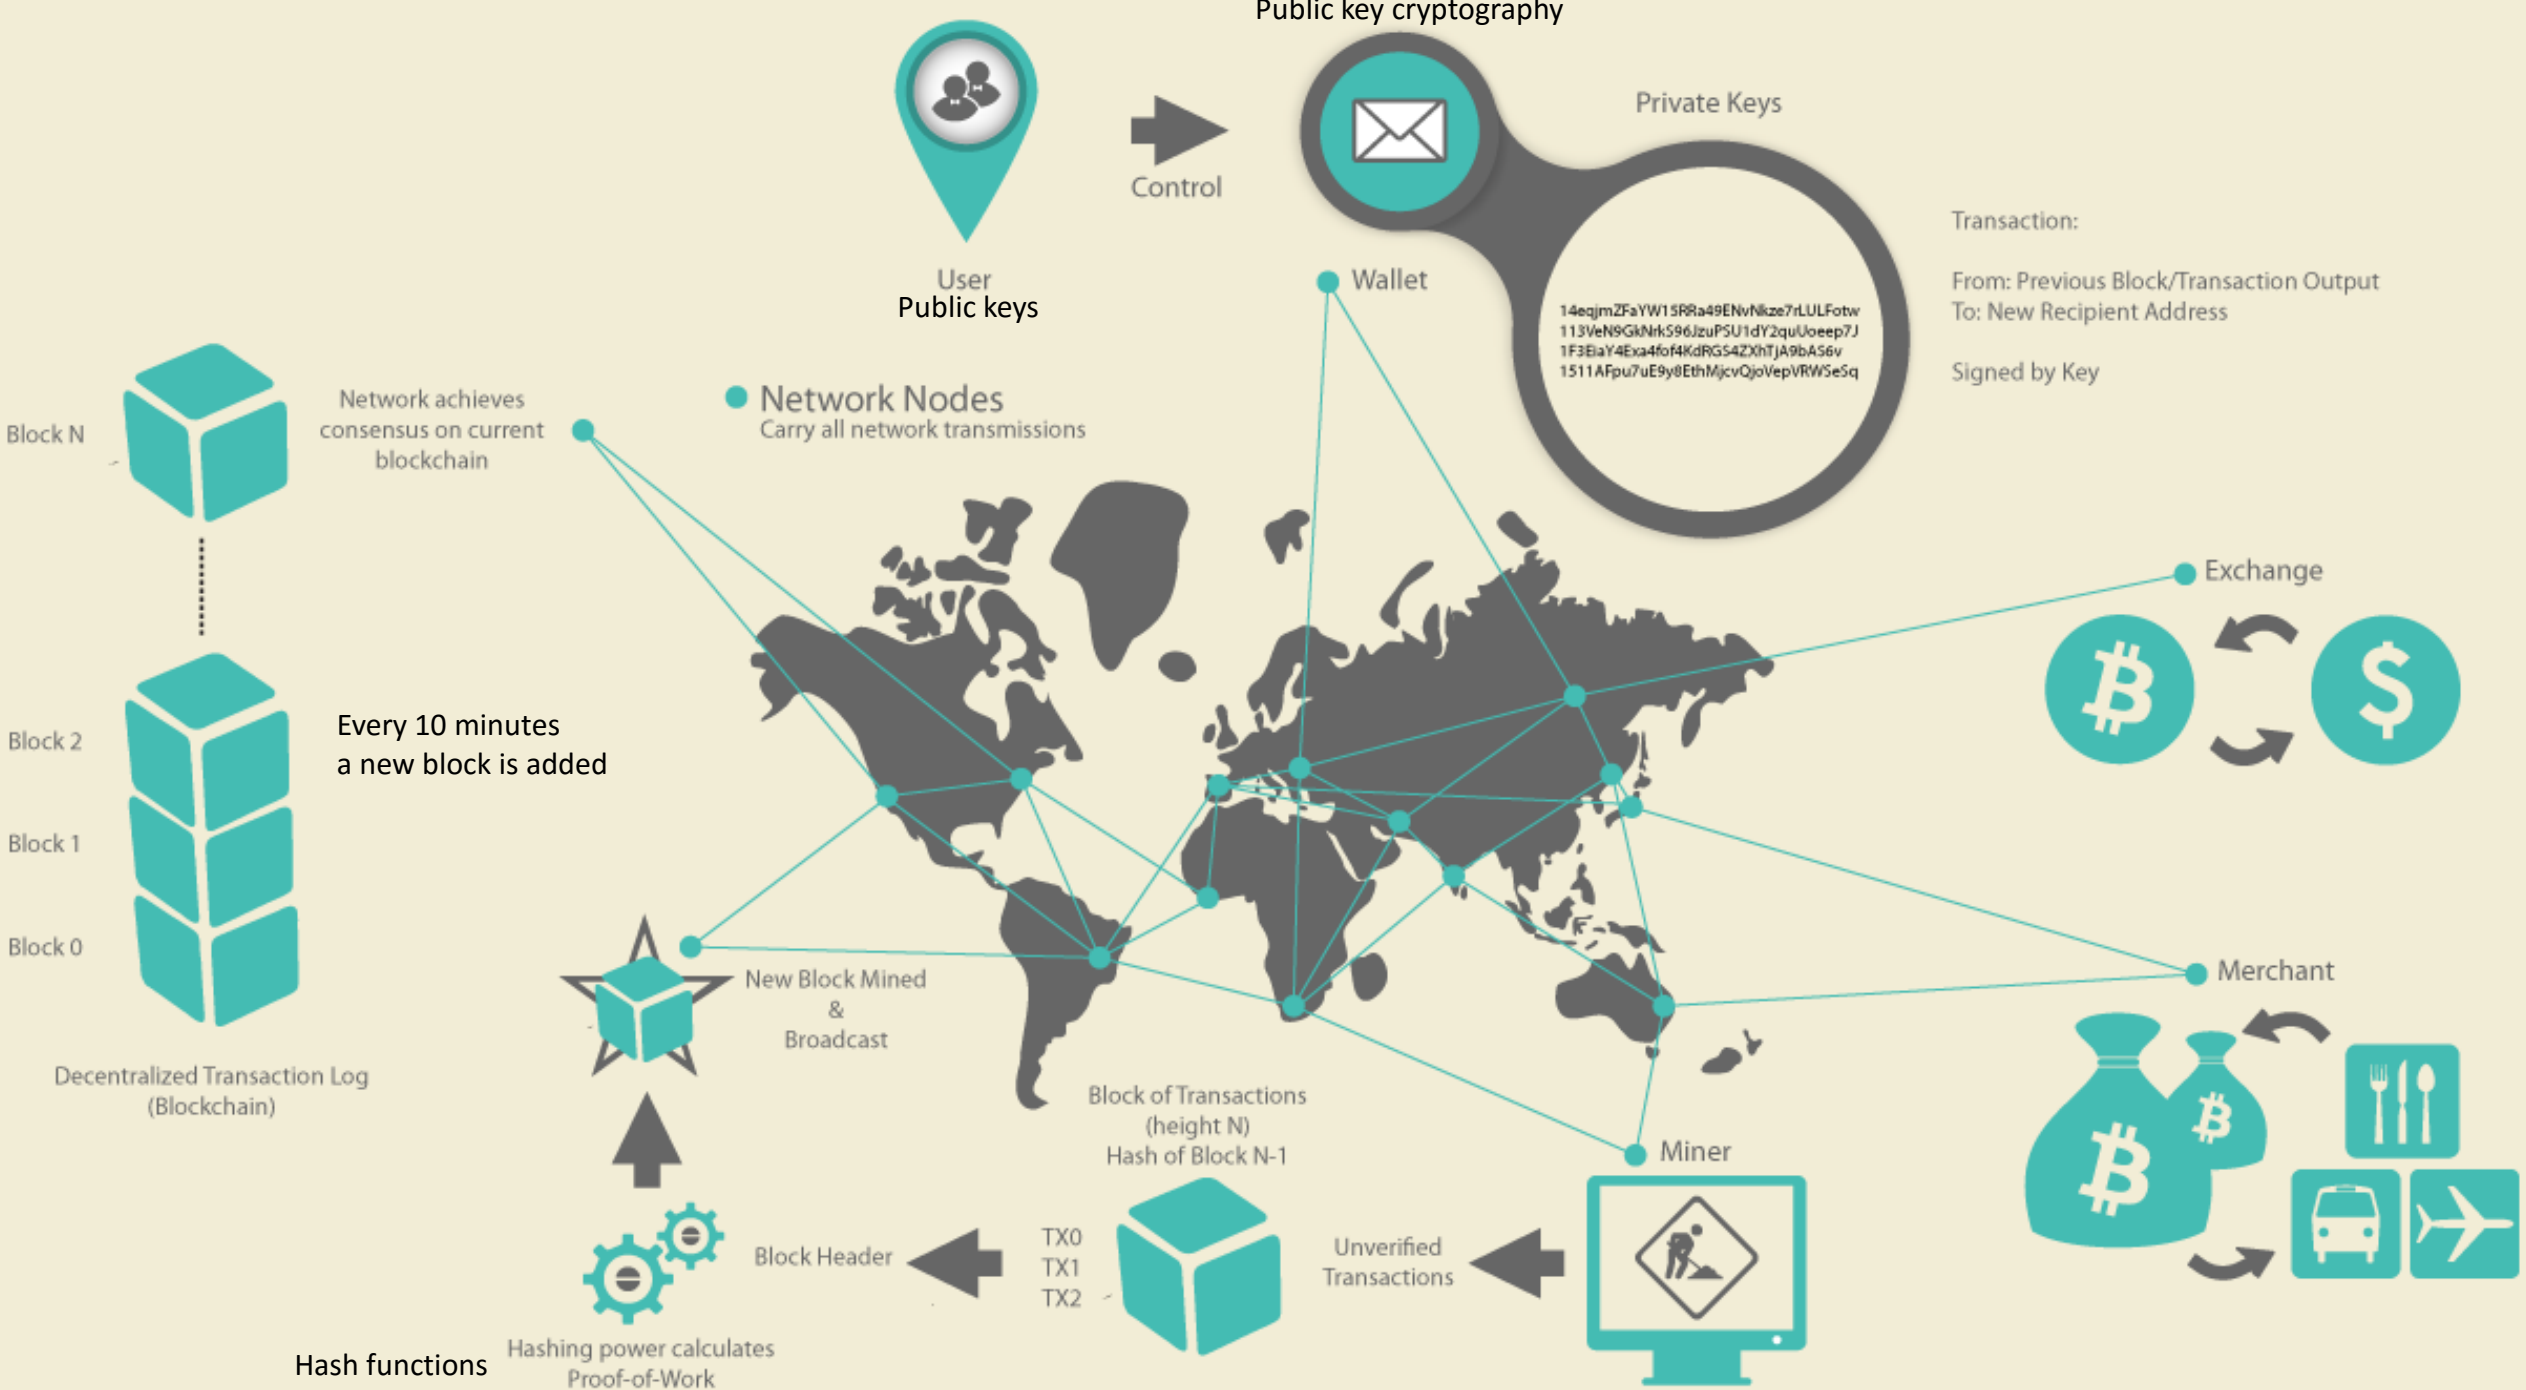 Public key cryptography
Private Keys
Control
User
Public keys
Wallet
14eqjmZFaYW1SRRa49ENvNkze7rLULFotw
113VeN9GkNrkS96JzuPSU1dY2quUoeep7J
1F3EiaY4Exa4fof4KdRGS4ZXhTjA9bAS6v
1511AFpu7uE9y8EthMjcvQjoVepVRWSeSq
Transaction:
From: Previous Block/Transaction Output
To: New Recipient Address
Signed by Key
Block N
Network achieves
consensus on current
blockchain
Network Nodes
Carry all network transmissions
Exchange
Block 2
Every 10 minutes
a new block is added
Block 1
Block 0
New Block Mined
&
Broadcast
Merchant
Decentralized Transaction Log
(Blockchain)
Block of Transactions
(height N)
Hash of Block N-1
Miner
Block Header
TX0
TX1
TX2
Unverified
Transactions
Hash functions
Hashing power calculates
Proof-of-Work